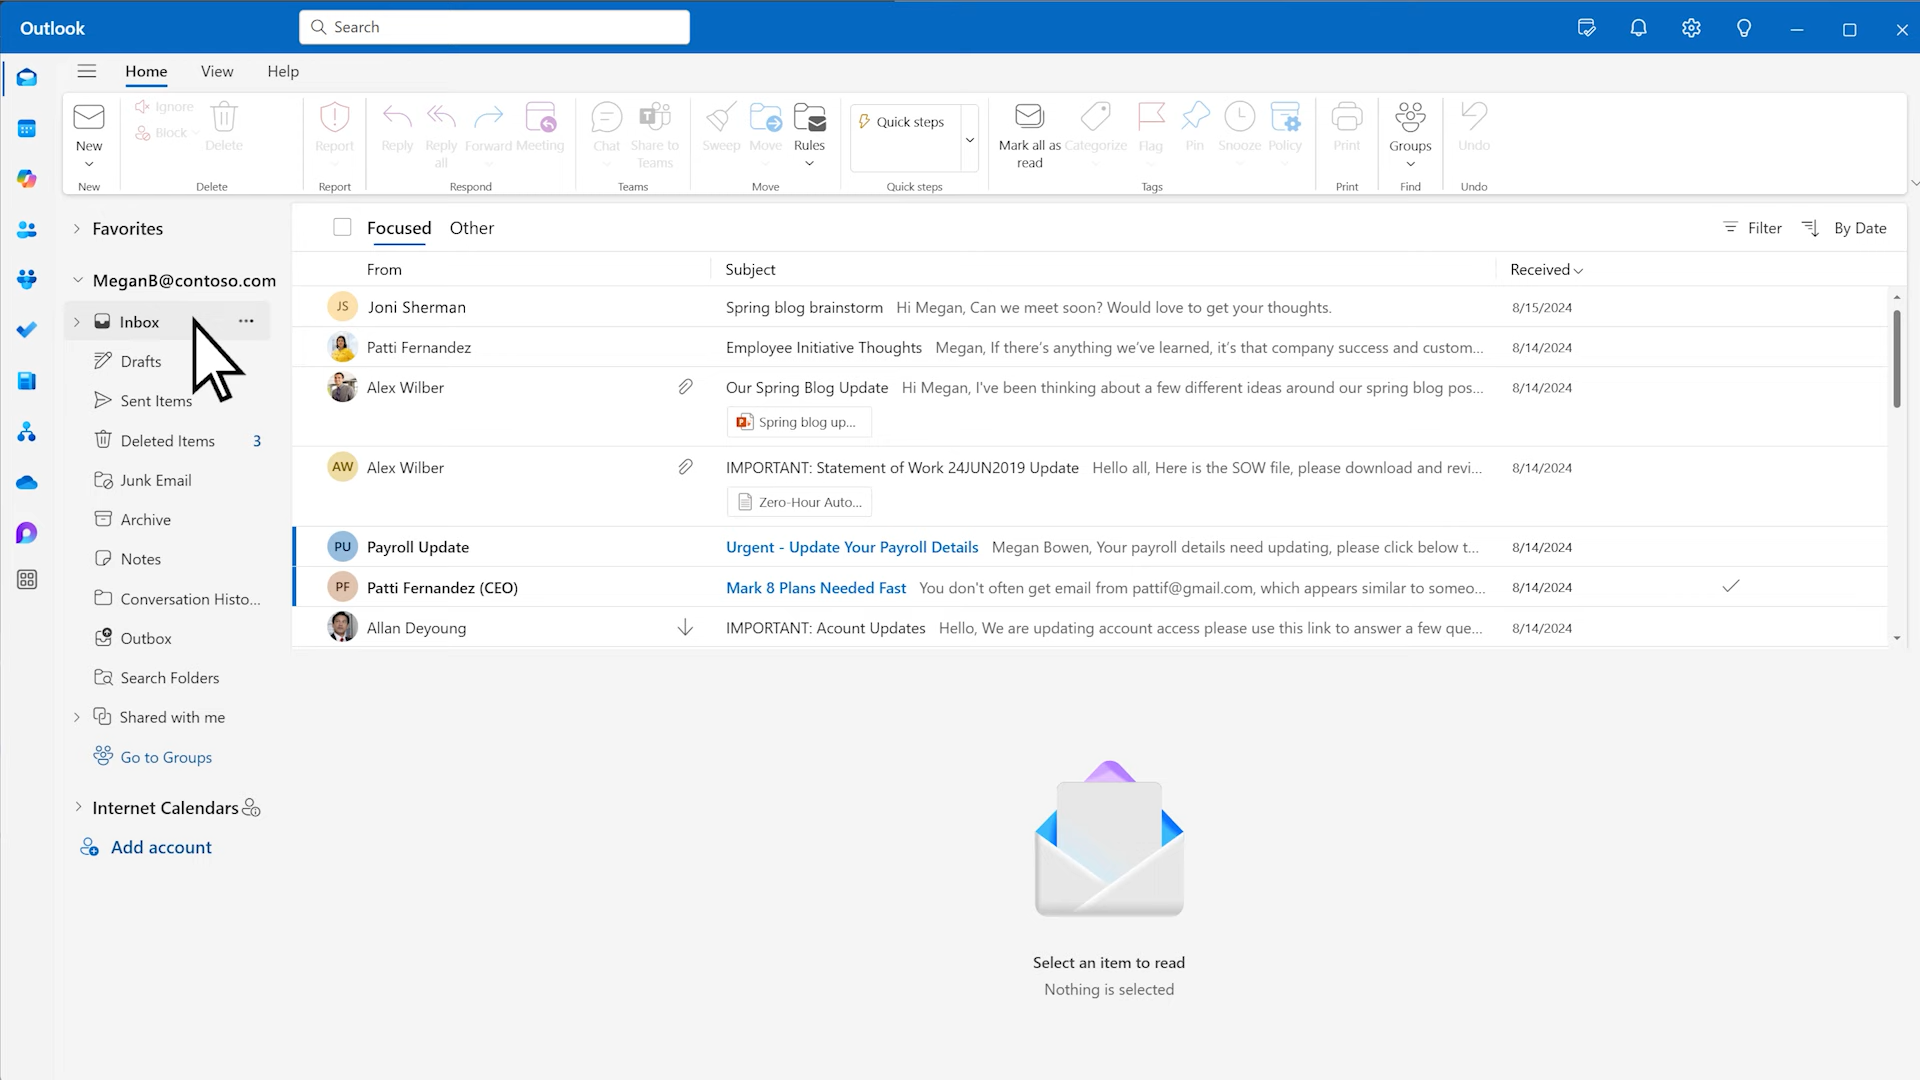 Outlook
Search
Home View Help
New
Ignore
Block
Delete
Report
Reply
Reply all
Forward
Meeting
Chat
Share to Teams
Sweep
Move
Rules
Quick steps
Mark all as read
Categorize
Flag
Pin
Snooze
Policy
Print
Groups
Undo
New Delete Report Respond Teams Move Quick steps Tags Print Find Undo
Favorites
MeganB@contoso.com
Inbox ...
Drafts
Sent Items
Deleted Items 3
Junk Email
Archive
Notes
Conversation Histo...
Outbox
Search Folders
Shared with me
Go to Groups
Internet Calendars
Add account
Focused Other Filter By Date
From Subject Received
JS Joni Sherman Spring blog brainstorm Hi Megan, Can we meet soon? Would love to get your thoughts. 8/15/2024
Patti Fernandez Employee Initiative Thoughts Megan, If there's anything we've learned, it's that company success and custom... 8/14/2024
Alex Wilber Our Spring Blog Update Hi Megan, I've been thinking about a few different ideas around our spring blog pos... 8/14/2024
P Spring blog up...
AW Alex Wilber IMPORTANT: Statement of Work 24JUN2019 Update Hello all, Here is the SOW file, please download and revi... 8/14/2024
Zero-Hour Auto...
PU Payroll Update Urgent - Update Your Payroll Details Megan Bowen, Your payroll details need updating, please click below t... 8/14/2024
PF Patti Fernandez (CEO) Mark 8 Plans Needed Fast You don't often get email from pattif@gmail.com, which appears similar to someo... 8/14/2024
Allan Deyoung IMPORTANT: Acount Updates Hello, We are updating account access please use this link to answer a few que... 8/14/2024
Select an item to read
Nothing is selected